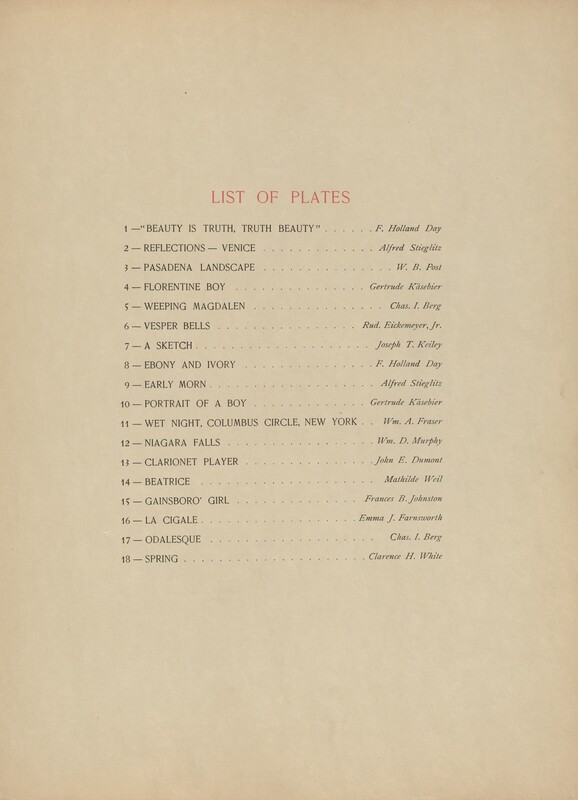 LIST OF PLATES
1 —"BEAUTY IS TRUTH, TRUTH BEAUTY" . . . . . . F. Holland Day
2 — REFLECTIONS — VENICE . . . . . . . . . . . . . Alfred Stieglitz
3 — PASADENA LANDSCAPE . . . . . . . . . . . . . . . W. B. Post
4 — FLORENTINE BOY . . . . . . . . . . . . . . . Gertrude Käsebier
5 — WEEPING MAGDALEN . . . . . . . . . . . . . . . Chas. I. Berg
6 — VESPER BELLS . . . . . . . . . . . . . . . . Rud. Eickemeyer, Jr.
7 — A SKETCH . . . . . . . . . . . . . . . . . . . . Joseph T. Keiley
8 — EBONY AND IVORY . . . . . . . . . . . . . . . F. Holland Day
9 — EARLY MORN . . . . . . . . . . . . . . . . . . . Alfred Stieglitz
10 — PORTRAIT OF A BOY . . . . . . . . . . . . . Gertrude Käsebier
11 — WET NIGHT, COLUMBUS CIRCLE, NEW YORK . . Wm. A. Fraser
12 — NIAGARA FALLS . . . . . . . . . . . . . . . . . Wm. D. Murphy
13 — CLARIONET PLAYER . . . . . . . . . . . . . . . John E. Dumont
14 — BEATRICE . . . . . . . . . . . . . . . . . . Mathilde Weil
15 — GAINSBORO' GIRL . . . . . . . . . . . . . . . Frances B. Johnston
16 — LA CIGALE . . . . . . . . . . . . . . . . . . Emma J. Farnsworth
17 — ODALESQUE . . . . . . . . . . . . . . . . . . Chas. I. Berg
18 — SPRING . . . . . . . . . . . . . . . . . . . . . Clarence H. White